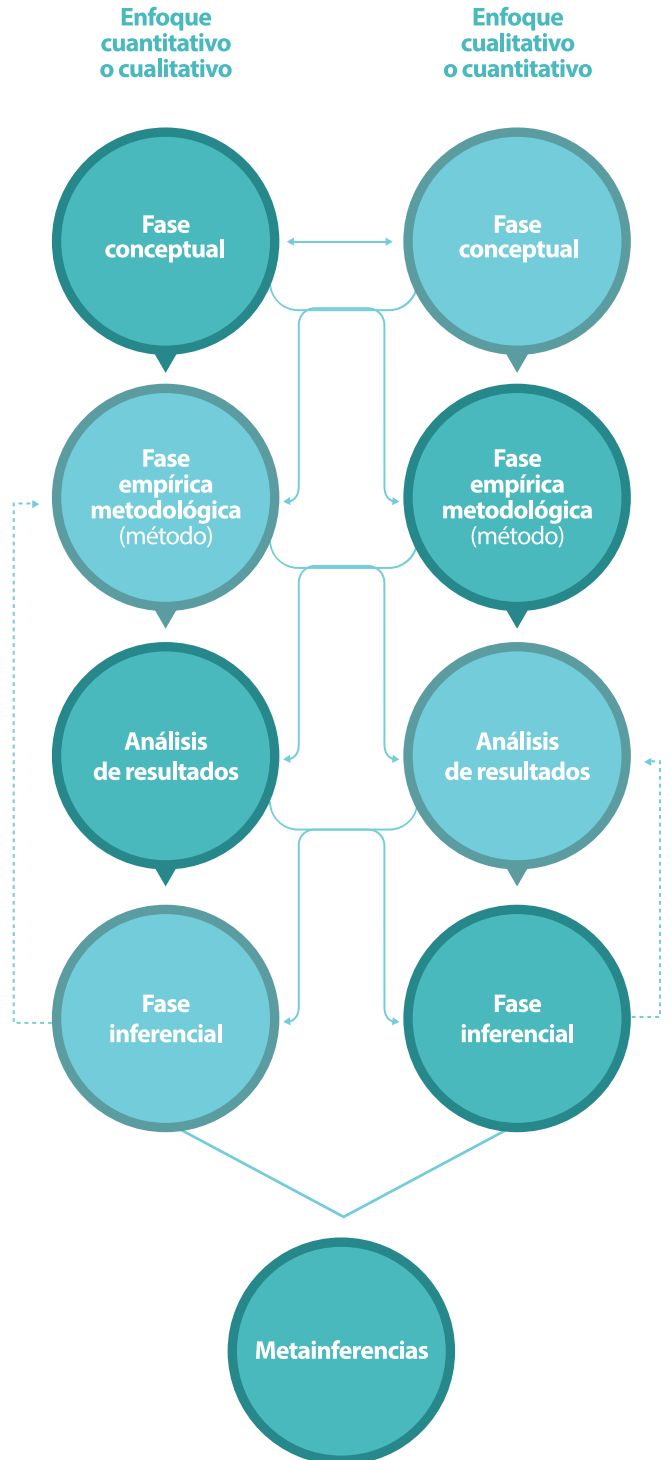 Enfoque
cuantitativo
o cualitativo
Enfoque
cualitativo
o cuantitativo
Fase
conceptual
Fase
conceptual
Fase
empírica
metodológica
(método)
Fase
empírica
metodológica
(método)
Análisis
de resultados
Análisis
de resultados
Fase
inferencial
Fase
inferencial
Metainferencias